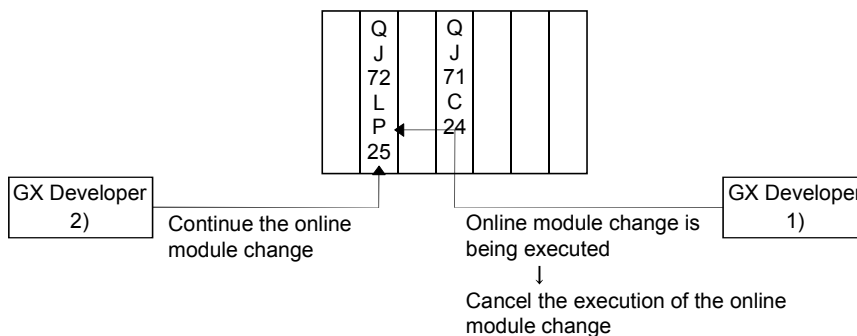 Q
J
72
L
P
25
Q
J
71
C
24
GX Developer
2)
Continue the online
module change
Online module change is
being executed
↓
Cancel the execution of the online
module change
GX Developer
1)